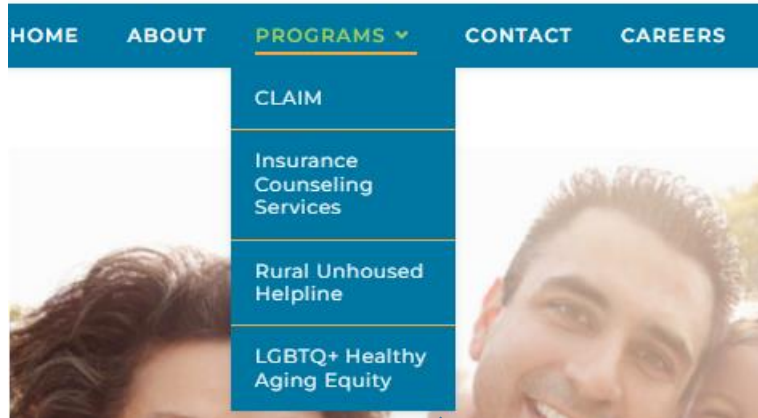 HOME ABOUT PROGRAMS CONTACT CAREERS
CLAIM
Insurance
Counseling
Services
Rural Unhoused
Helpline
LGBTQ+ Healthy
Aging Equity